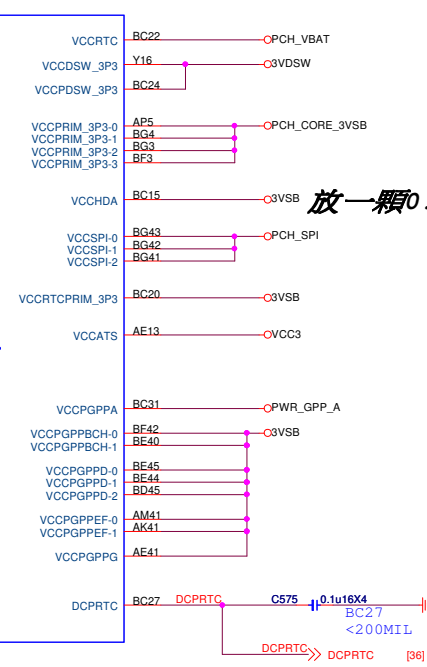 VCCRTC BC22 PCH_VBAT
VCCDSW_3P3 Y16 3VDSW
VCCPDSW_3P3 BC24
VCCPRIM_3P3-0 AP5 PCH_CORE_3VSB
VCCPRIM_3P3-1 BG4
VCCPRIM_3P3-2 BG3
VCCPRIM_3P3-3 BF3
VCCHDA BC15 3VSB 放一顆0.
VCCSPI-0 BG43 PCH_SPI
VCCSPI-1 BG42
VCCSPI-2 BG41
VCCRTCPRIM_3P3 BC20 3VSB
VCCATS AE13 VCC3
VCCPGPPA BC31 PWR_GPP_A
VCCPGPPBCH-0 BF42 3VSB
VCCPGPPBCH-1 BE40
VCCPGPPD-0 BE45
VCCPGPPD-1 BE44
VCCPGPPD-2 BD45
VCCPGPPEF-0 AM41
VCCPGPPEF-1 AK41
VCCPGPPG AE41
DCPRTC BC27 DCPRTC C575 0.1u16X4
BC27
<200MIL
DCPRTC DCPRTC [36]